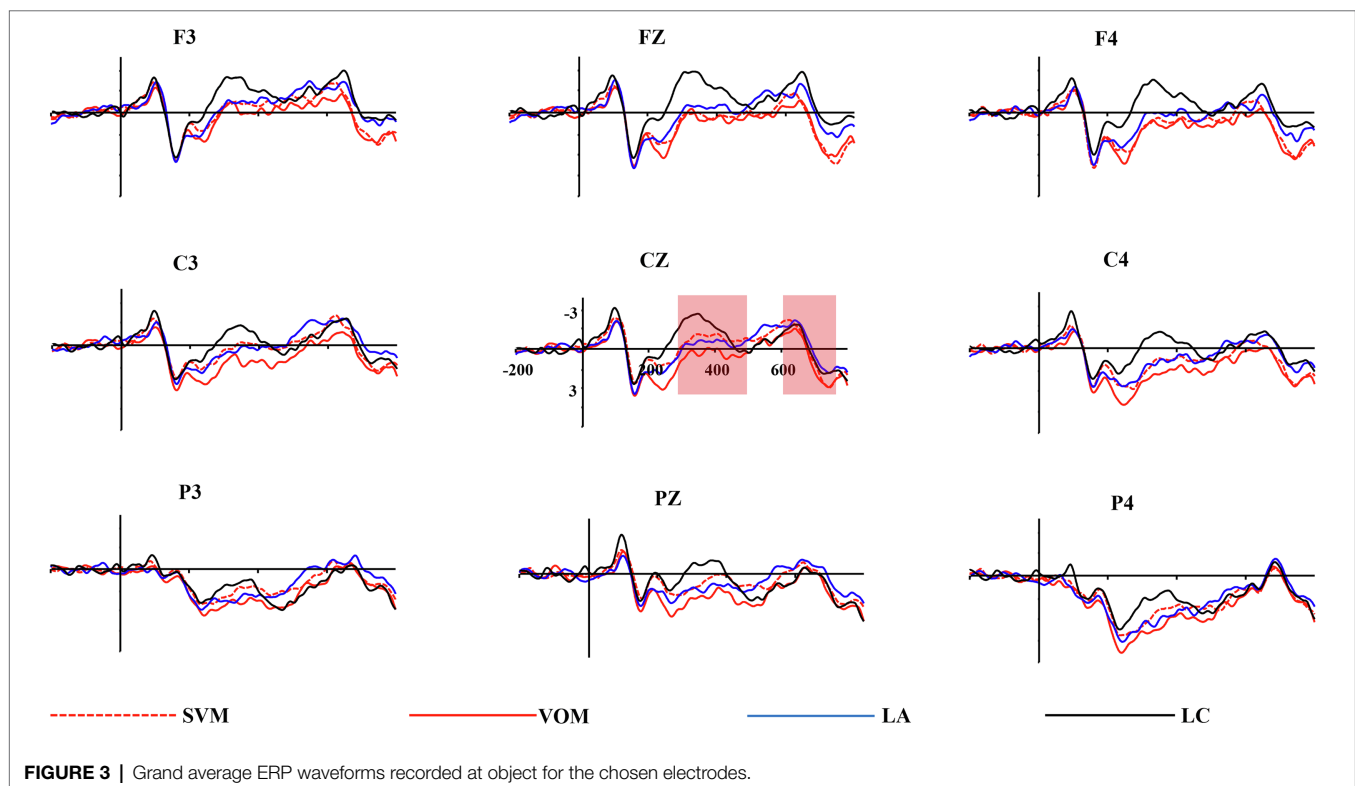 F3 FZ F4
C3 CZ C4
-3
-200 200 400 600
3
P3 PZ P4
SVM VOM LA LC
FIGURE 3 | Grand average ERP waveforms recorded at object for the chosen electrodes.